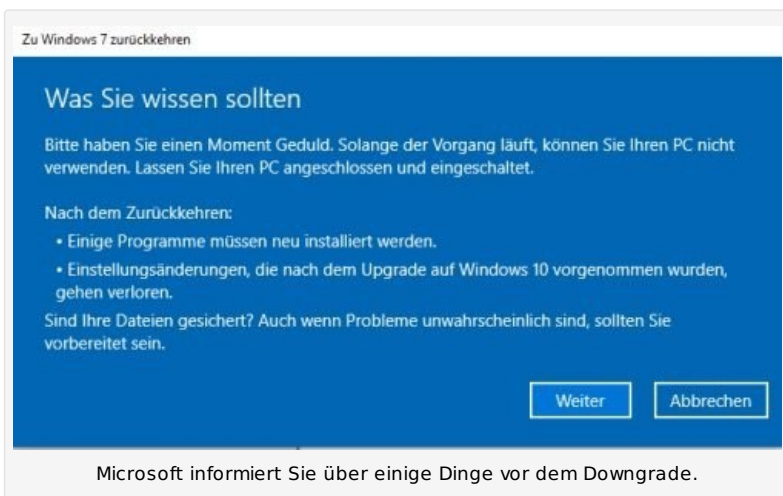 Zu Windows 7 zurückkehren
Was Sie wissen sollten
Bitte haben Sie einen Moment Geduld. Solange der Vorgang läuft, können Sie Ihren PC nicht
verwenden. Lassen Sie Ihren PC angeschlossen und eingeschaltet.
Nach dem Zurückkehren:
• Einige Programme müssen neu installiert werden.
• Einstellungsänderungen, die nach dem Upgrade auf Windows 10 vorgenommen wurden,
gehen verloren.
Sind Ihre Dateien gesichert? Auch wenn Probleme unwahrscheinlich sind, sollten Sie
vorbereitet sein.
Weiter
Abbrechen
Microsoft informiert Sie über einige Dinge vor dem Downgrade.